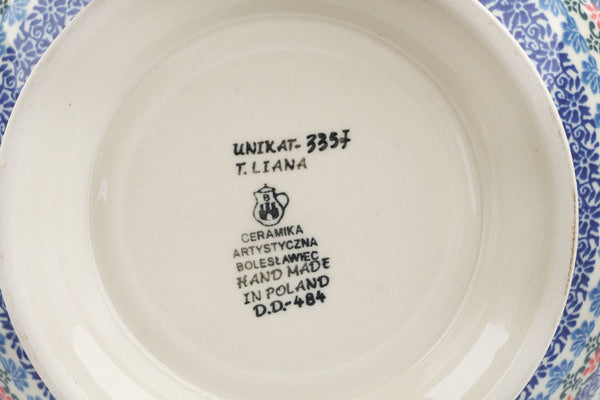 UNIKAT-3357
T. LIANA
B
CERAMIKA
ARTYSTYCZNA
BOLESŁAWIEC
HAND MADE
IN POLAND
D.D.-484